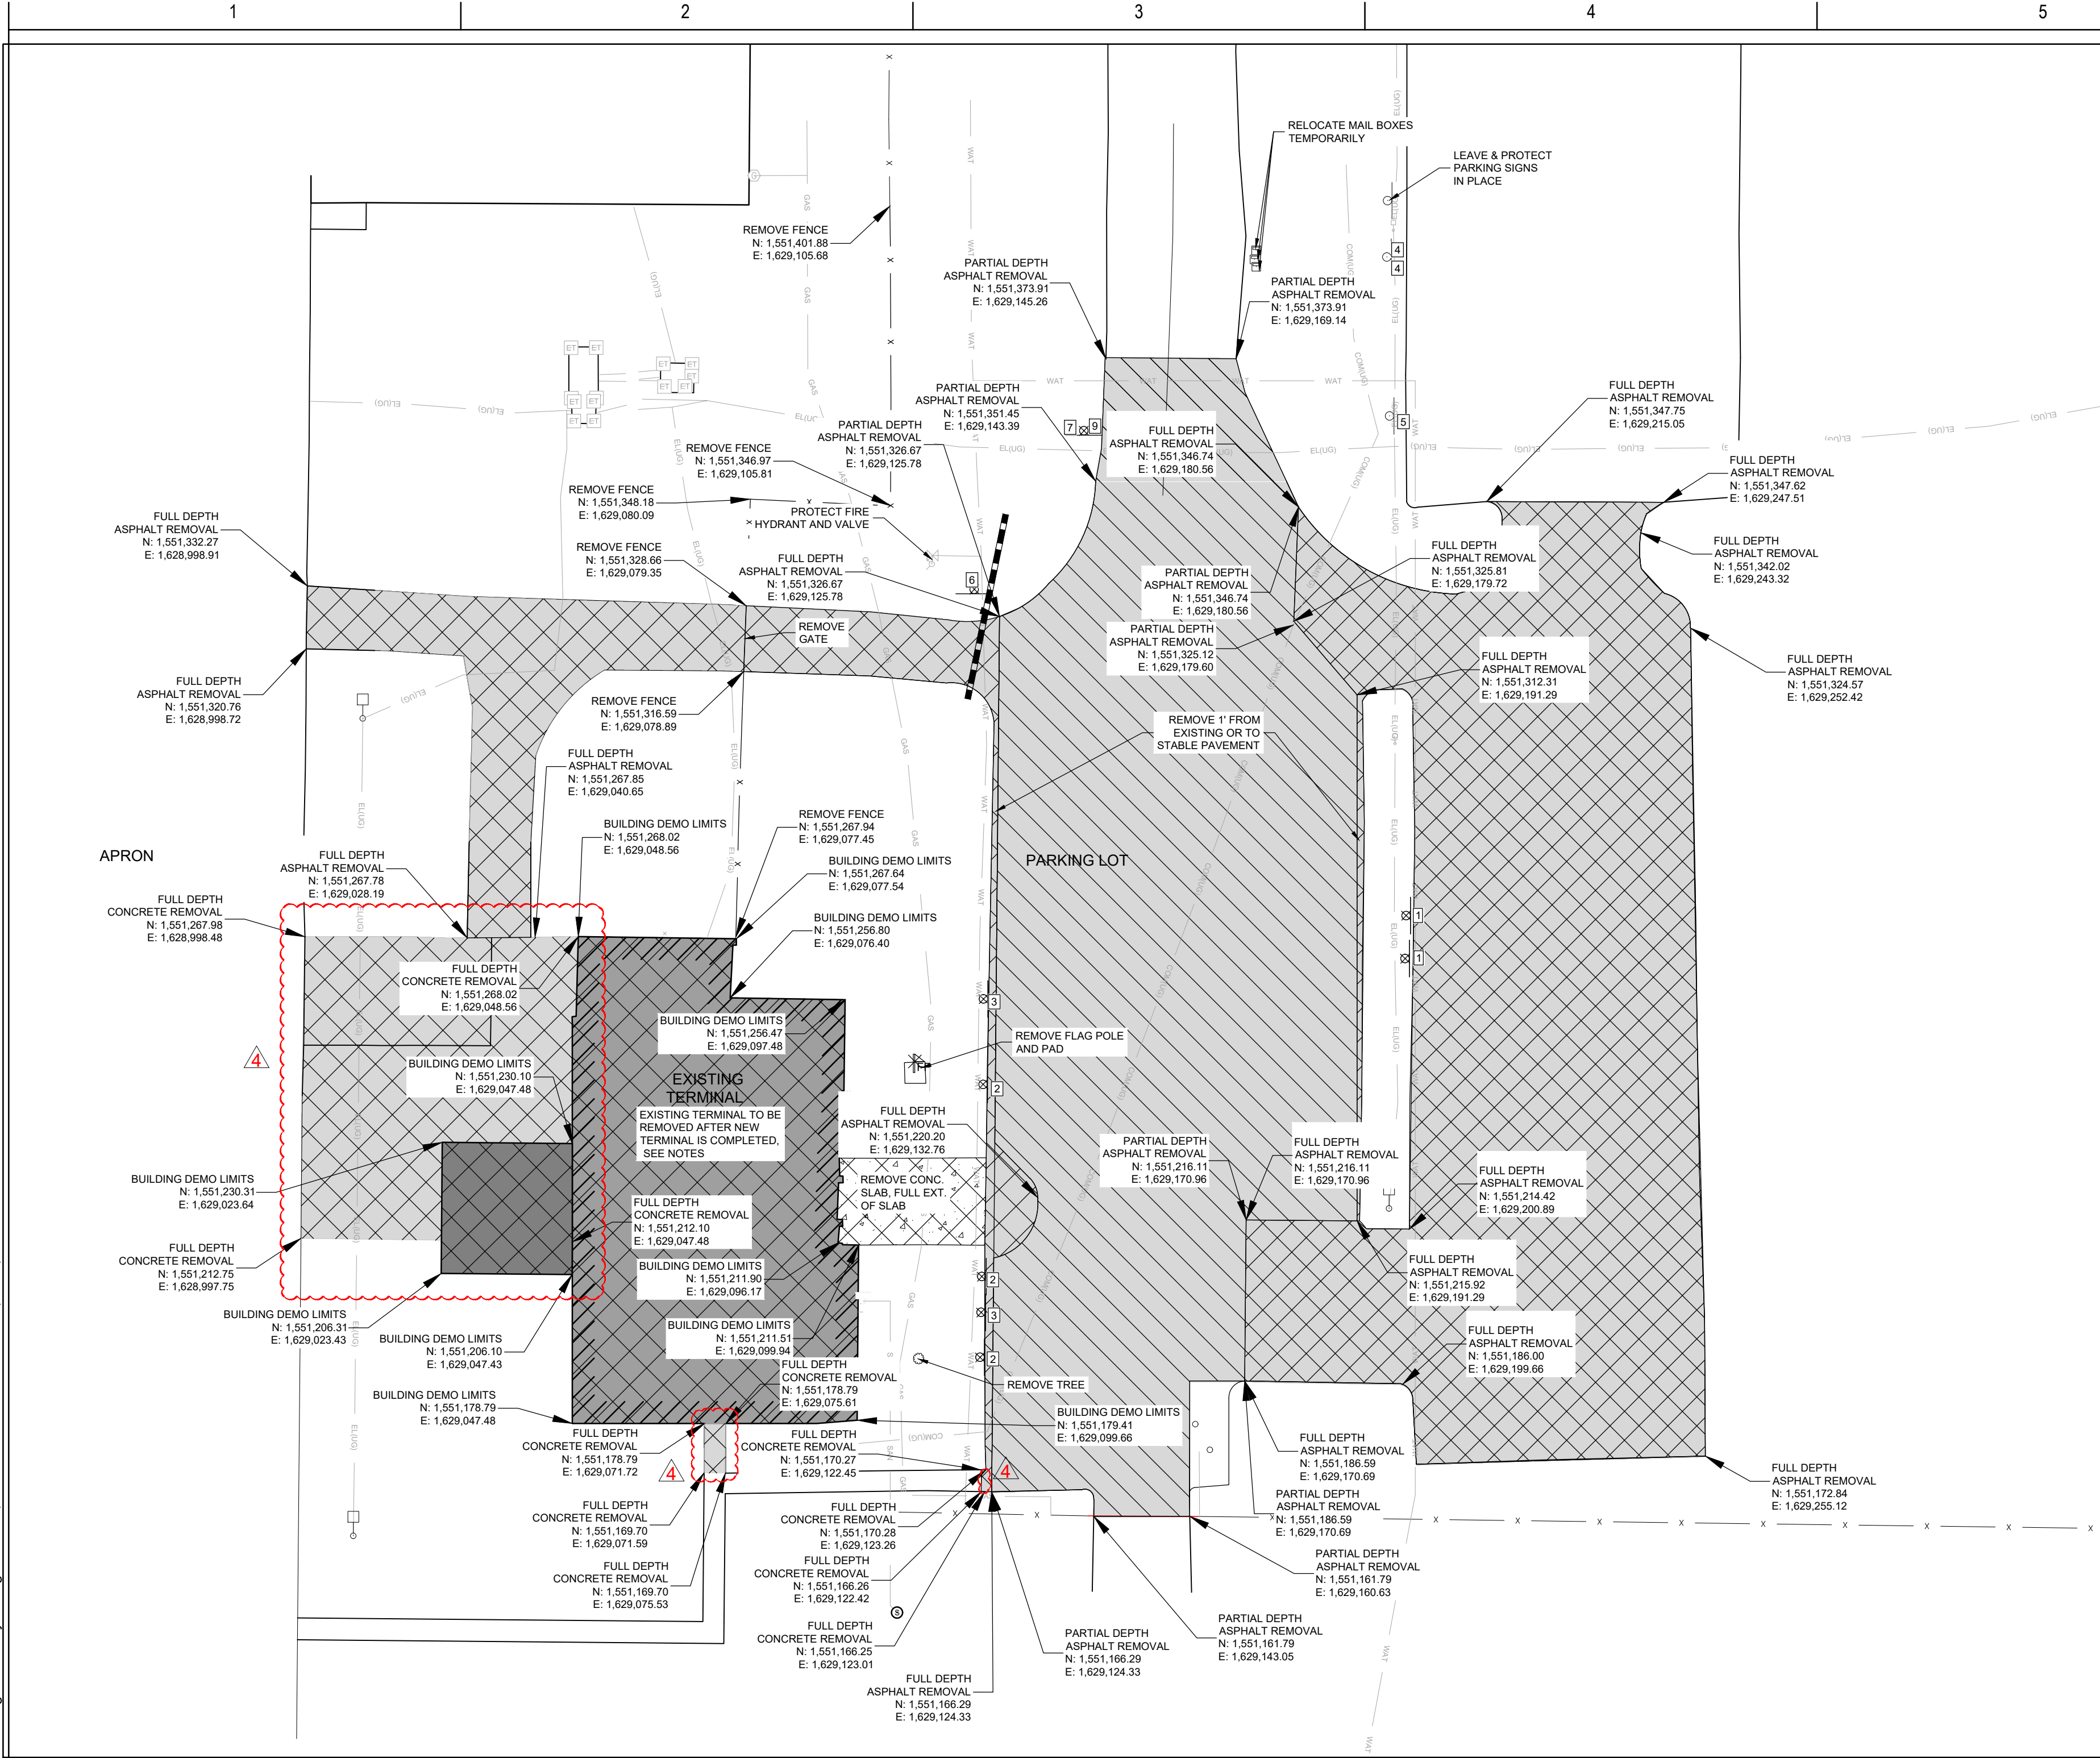 1
2
3
4
5
RELOCATE MAIL BOXES
TEMPORARILY
LEAVE & PROTECT
PARKING SIGNS
IN PLACE
REMOVE FENCE
N: 1,551,401.88
E: 1,629,105.68
PARTIAL DEPTH
ASPHALT REMOVAL
N: 1,551,373.91
E: 1,629,145.26
PARTIAL DEPTH
ASPHALT REMOVAL
N: 1,551,373.91
E: 1,629,169.14
4
4
5
7
9
6
PARTIAL DEPTH
ASPHALT REMOVAL
N: 1,551,351.45
E: 1,629,143.39
PARTIAL DEPTH
ASPHALT REMOVAL
N: 1,551,326.67
E: 1,629,125.78
FULL DEPTH
ASPHALT REMOVAL
N: 1,551,346.74
E: 1,629,180.56
FULL DEPTH
ASPHALT REMOVAL
N: 1,551,347.75
E: 1,629,215.05
FULL DEPTH
ASPHALT REMOVAL
N: 1,551,347.62
E: 1,629,247.51
REMOVE FENCE
N: 1,551,346.97
E: 1,629,105.81
REMOVE FENCE
N: 1,551,348.18
E: 1,629,080.09
PROTECT FIRE
HYDRANT AND VALVE
FULL DEPTH
ASPHALT REMOVAL
N: 1,551,332.27
E: 1,628,998.91
REMOVE FENCE
N: 1,551,328.66
E: 1,629,079.35
FULL DEPTH
ASPHALT REMOVAL
N: 1,551,326.67
E: 1,629,125.78
FULL DEPTH
ASPHALT REMOVAL
N: 1,551,325.81
E: 1,629,179.72
FULL DEPTH
ASPHALT REMOVAL
N: 1,551,342.02
E: 1,629,243.32
PARTIAL DEPTH
ASPHALT REMOVAL
N: 1,551,346.74
E: 1,629,180.56
REMOVE
GATE
PARTIAL DEPTH
ASPHALT REMOVAL
N: 1,551,325.12
E: 1,629,179.60
FULL DEPTH
ASPHALT REMOVAL
N: 1,551,312.31
E: 1,629,191.29
FULL DEPTH
ASPHALT REMOVAL
N: 1,551,324.57
E: 1,629,252.42
FULL DEPTH
ASPHALT REMOVAL
N: 1,551,320.76
E: 1,628,998.72
REMOVE FENCE
N: 1,551,316.59
E: 1,629,078.89
REMOVE 1' FROM
EXISTING OR TO
STABLE PAVEMENT
FULL DEPTH
ASPHALT REMOVAL
N: 1,551,267.85
E: 1,629,040.65
BUILDING DEMO LIMITS
N: 1,551,268.02
E: 1,629,048.56
REMOVE FENCE
N: 1,551,267.94
E: 1,629,077.45
APRON
FULL DEPTH
ASPHALT REMOVAL
N: 1,551,267.78
E: 1,629,028.19
BUILDING DEMO LIMITS
N: 1,551,267.64
E: 1,629,077.54
PARKING LOT
FULL DEPTH
CONCRETE REMOVAL
N: 1,551,267.98
E: 1,628,998.48
BUILDING DEMO LIMITS
N: 1,551,256.80
E: 1,629,076.40
1
1
FULL DEPTH
CONCRETE REMOVAL
N: 1,551,268.02
E: 1,629,048.56
BUILDING DEMO LIMITS
N: 1,551,256.47
E: 1,629,097.48
3
REMOVE FLAG POLE
AND PAD
4
BUILDING DEMO LIMITS
N: 1,551,230.10
E: 1,629,047.48
EXISTING
TERMINAL
EXISTING TERMINAL TO BE
REMOVED AFTER NEW
TERMINAL IS COMPLETED,
SEE NOTES
2
FULL DEPTH
ASPHALT REMOVAL
N: 1,551,220.20
E: 1,629,132.76
PARTIAL DEPTH
ASPHALT REMOVAL
N: 1,551,216.11
E: 1,629,170.96
FULL DEPTH
ASPHALT REMOVAL
N: 1,551,216.11
E: 1,629,170.96
FULL DEPTH
ASPHALT REMOVAL
N: 1,551,214.42
E: 1,629,200.89
BUILDING DEMO LIMITS
N: 1,551,230.31
E: 1,629,023.64
REMOVE CONC.
SLAB, FULL EXT.
OF SLAB
FULL DEPTH
CONCRETE REMOVAL
N: 1,551,212.10
E: 1,629,047.48
FULL DEPTH
CONCRETE REMOVAL
N: 1,551,212.75
E: 1,628,997.75
BUILDING DEMO LIMITS
N: 1,551,211.90
E: 1,629,096.17
2
FULL DEPTH
ASPHALT REMOVAL
N: 1,551,215.92
E: 1,629,191.29
BUILDING DEMO LIMITS
N: 1,551,206.31
E: 1,629,023.43
BUILDING DEMO LIMITS
N: 1,551,206.10
E: 1,629,047.43
BUILDING DEMO LIMITS
N: 1,551,211.51
E: 1,629,099.94
3
2
FULL DEPTH
ASPHALT REMOVAL
N: 1,551,186.00
E: 1,629,199.66
FULL DEPTH
CONCRETE REMOVAL
N: 1,551,178.79
E: 1,629,075.61
REMOVE TREE
BUILDING DEMO LIMITS
N: 1,551,178.79
E: 1,629,047.48
BUILDING DEMO LIMITS
N: 1,551,179.41
E: 1,629,099.66
FULL DEPTH
CONCRETE REMOVAL
N: 1,551,178.79
E: 1,629,071.72
4
FULL DEPTH
CONCRETE REMOVAL
N: 1,551,170.27
E: 1,629,122.45
4
FULL DEPTH
ASPHALT REMOVAL
N: 1,551,186.59
E: 1,629,170.69
FULL DEPTH
ASPHALT REMOVAL
N: 1,551,172.84
E: 1,629,255.12
PARTIAL DEPTH
ASPHALT REMOVAL
N: 1,551,186.59
E: 1,629,170.69
FULL DEPTH
CONCRETE REMOVAL
N: 1,551,169.70
E: 1,629,071.59
FULL DEPTH
CONCRETE REMOVAL
N: 1,551,170.28
E: 1,629,123.26
FULL DEPTH
CONCRETE REMOVAL
N: 1,551,169.70
E: 1,629,075.53
FULL DEPTH
CONCRETE REMOVAL
N: 1,551,166.26
E: 1,629,122.42
PARTIAL DEPTH
ASPHALT REMOVAL
N: 1,551,161.79
E: 1,629,160.63
FULL DEPTH
CONCRETE REMOVAL
N: 1,551,166.25
E: 1,629,123.01
PARTIAL DEPTH
ASPHALT REMOVAL
N: 1,551,166.29
E: 1,629,124.33
PARTIAL DEPTH
ASPHALT REMOVAL
N: 1,551,161.79
E: 1,629,143.05
FULL DEPTH
ASPHALT REMOVAL
N: 1,551,166.29
E: 1,629,124.33